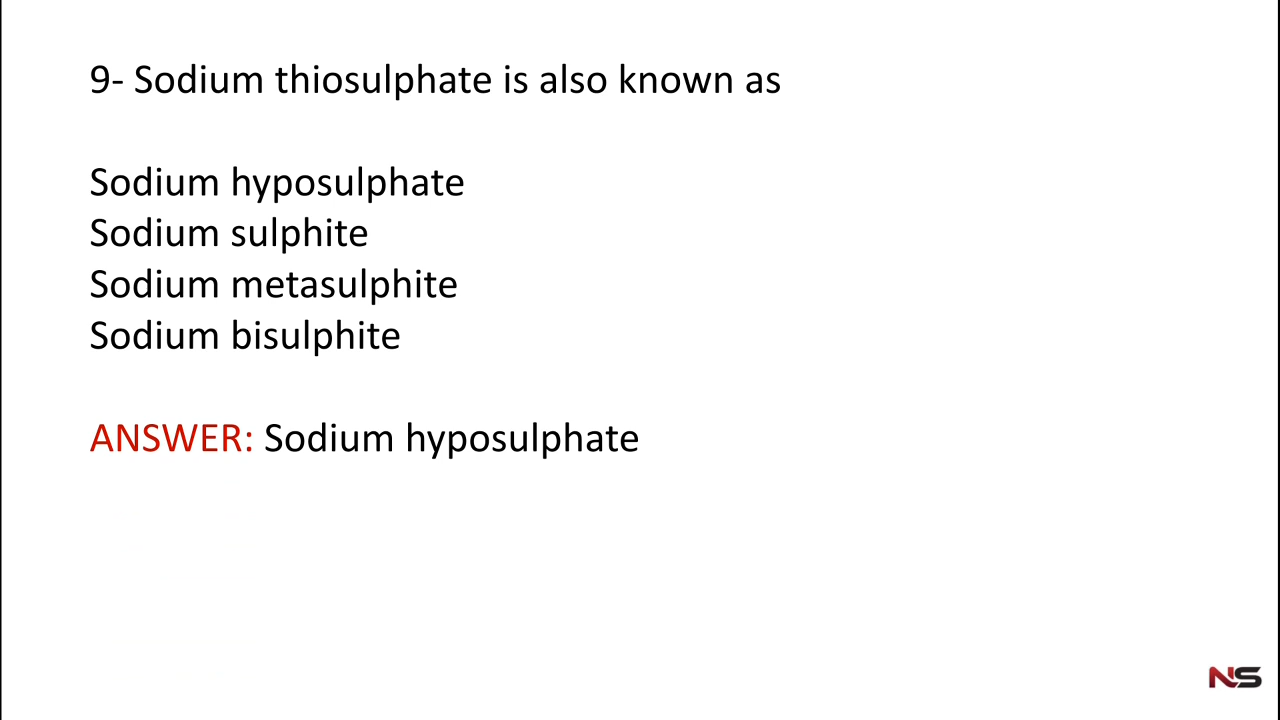 9- Sodium thiosulphate is also known as
Sodium hyposulphate
Sodium sulphite
Sodium metasulphite
Sodium bisulphite
ANSWER: Sodium hyposulphate
NS